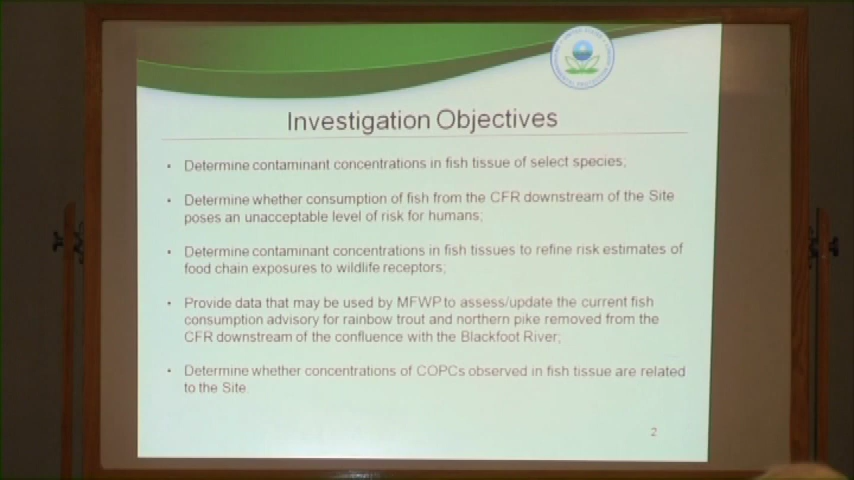 Investigation Objectives
• Determine contaminant concentrations in fish tissue of select species;
• Determine whether consumption of fish from the CFR downstream of the Site
poses an unacceptable level of risk for humans;
• Determine contaminant concentrations in fish tissues to refine risk estimates of
food chain exposures to wildlife receptors;
• Provide data that may be used by MFWP to assess/update the current fish
consumption advisory for rainbow trout and northern pike removed from the
CFR downstream of the confluence with the Blackfoot River;
• Determine whether concentrations of COPCs observed in fish tissue are related
to the Site.
2